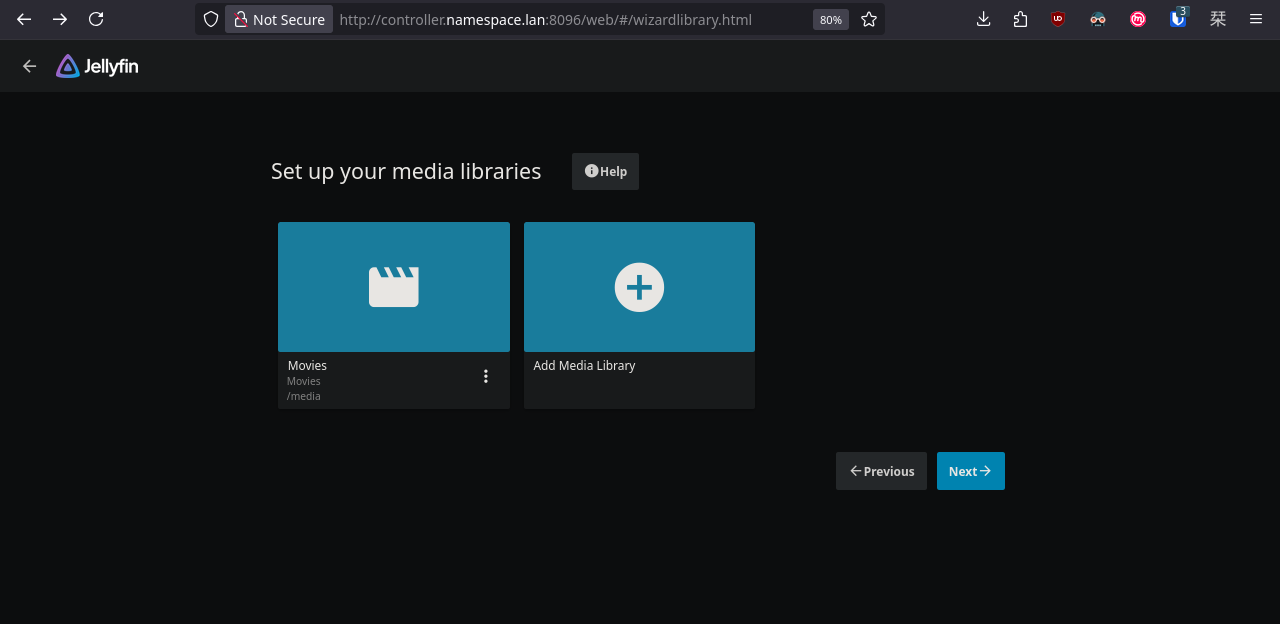 Not Secure
http://controller.namespace.lan:8096/web/#/wizardlibrary.html
80%
UD
m
3
栞
Jellyfin
Set up your media libraries
Help
Movies
Movies
/media
Add Media Library
Previous
Next